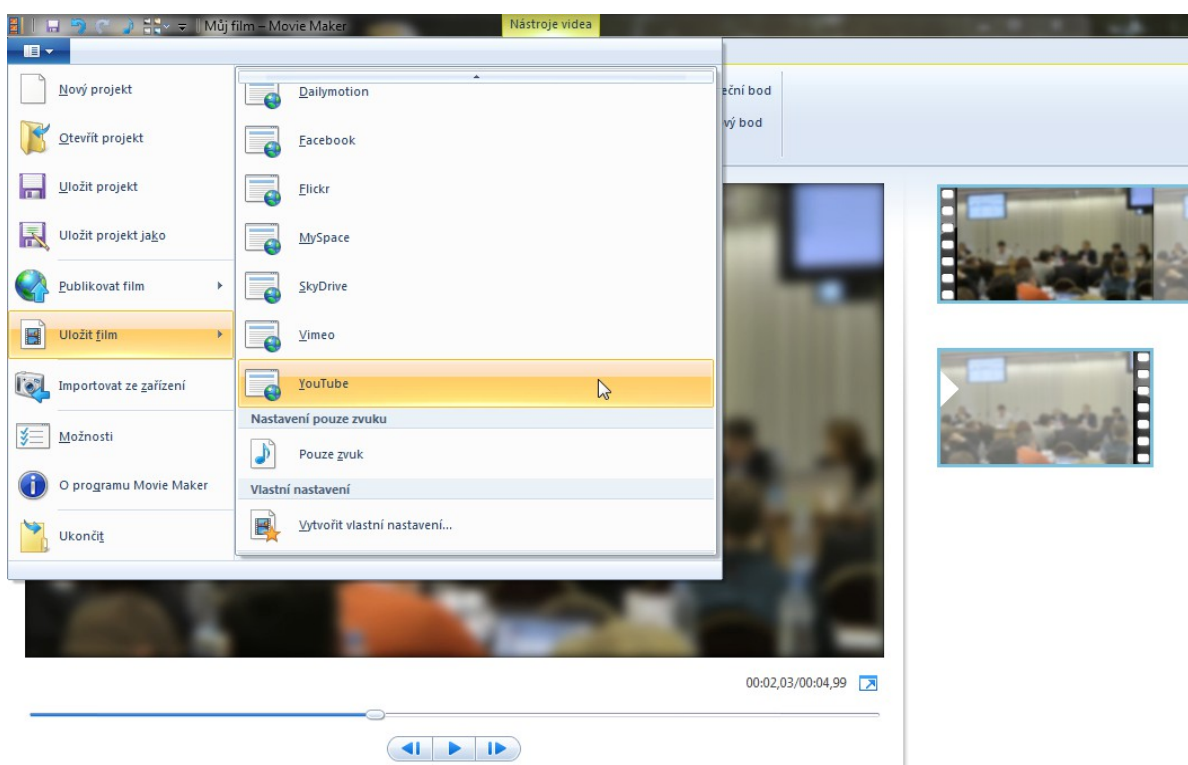 Můj film – Movie Maker
Nástroje videa
Nový projekt
Otevřít projekt
Uložit projekt
Uložit projekt jako
Publikovat film
Uložit film
Importovat ze zařízení
Možnosti
O programu Movie Maker
Ukončit
Dailymotion
Facebook
Flickr
MySpace
SkyDrive
Vimeo
YouTube
Nastavení pouze zvuku
Pouze zvuk
Vlastní nastavení
Vytvořit vlastní nastavení...
eční bod
vý bod
00:02,03/00:04,99